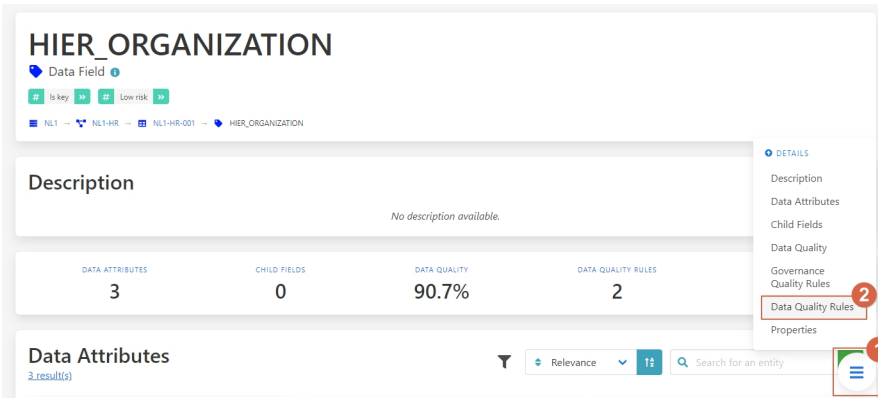 HIER_ORGANIZATION
Data Field
# Is key » # Low risk »
NL1 → NL1-HR → NL1-HR-001 → HIER_ORGANIZATION
Description
No description available.
DATA ATTRIBUTES
3
CHILD FIELDS
0
DATA QUALITY
90.7%
DATA QUALITY RULES
2
Data Attributes
3 result(s)
Relevance
Search for an entity
DETAILS
Description
Data Attributes
Child Fields
Data Quality
Governance
Quality Rules
2
Data Quality Rules
Properties
1